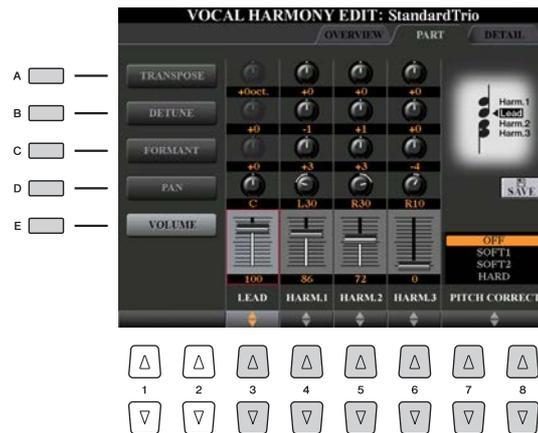 VOCAL HARMONY EDIT: StandardTrio
OVERVIEW PART DETAIL
A TRANSPOSE
+0oct. +0 +0 +0
B DETUNE
+0 -1 +1 +0
C FORMANT
+0 +3 +3 -4
D PAN
C L30 R30 R10
E VOLUME
100 86 72 0
Harm.1
Lead
Harm.2
Harm.3
SAVE
OFF
SOFT1
SOFT2
HARD
LEAD HARM.1 HARM.2 HARM.3 PITCH CORRECT
1 2 3 4 5 6 7 8